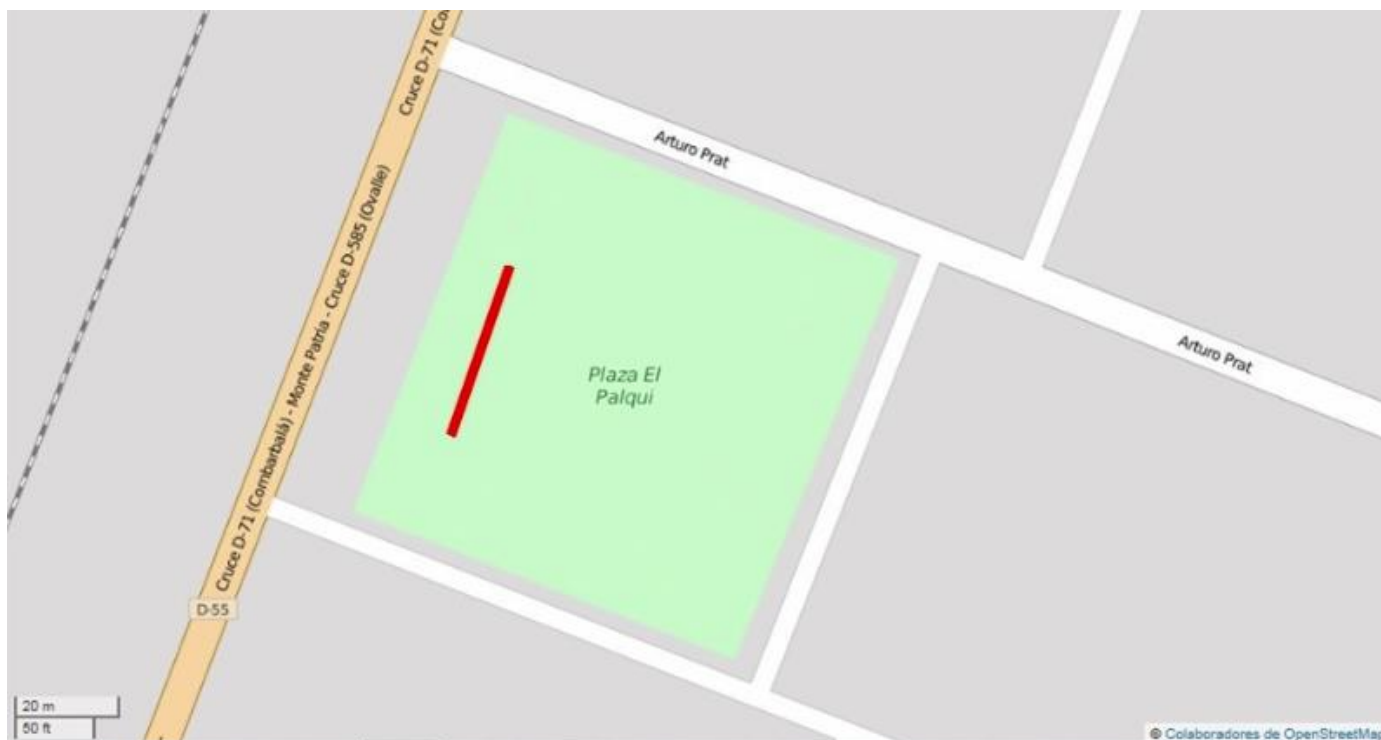 Cruce D-71 (Co
Arturo Prat
Cruce D-71 (Combarbalá) - Monte Patria - Cruce D-585 (Ovalle)
Arturo Prat
Plaza El
Palqui
D-55
20 m
50 ft
© Colaboradores de OpenStreetMap